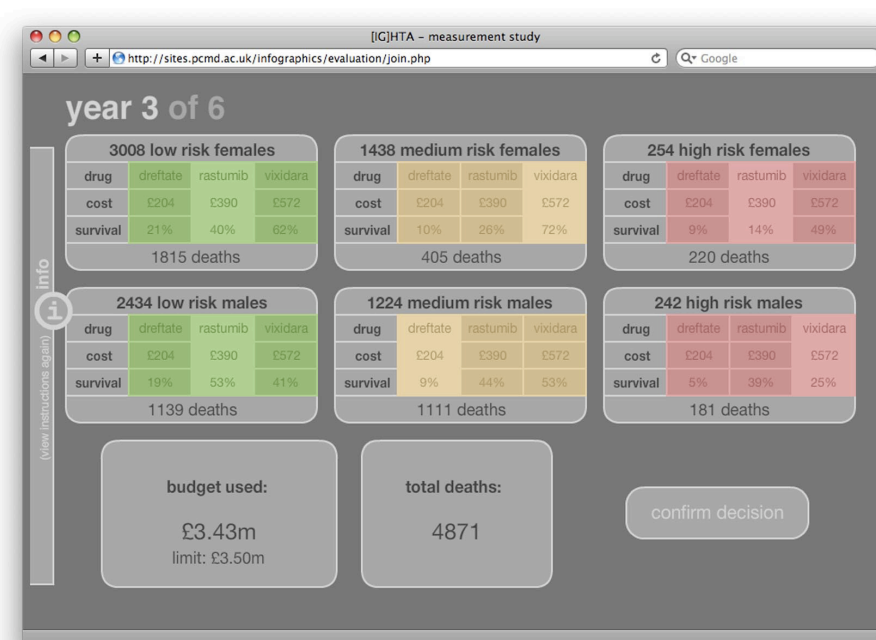 [IG]HTA – measurement study
http://sites.pcmd.ac.uk/infographics/evaluation/join.php
Google
year 3 of 6
3008 low risk females
drug dreftate rastumib vixidara
cost £204 £390 £572
survival 21% 40% 62%
1815 deaths
1438 medium risk females
drug dreftate rastumib vixidara
cost £204 £390 £572
survival 10% 26% 72%
405 deaths
254 high risk females
drug dreftate rastumib vixidara
cost £204 £390 £572
survival 9% 14% 49%
220 deaths
info
i
(view instructions again)
2434 low risk males
drug dreftate rastumib vixidara
cost £204 £390 £572
survival 19% 53% 41%
1139 deaths
1224 medium risk males
drug dreftate rastumib vixidara
cost £204 £390 £572
survival 9% 44% 53%
1111 deaths
242 high risk males
drug dreftate rastumib vixidara
cost £204 £390 £572
survival 5% 39% 25%
181 deaths
budget used:
£3.43m
limit: £3.50m
total deaths:
4871
confirm decision